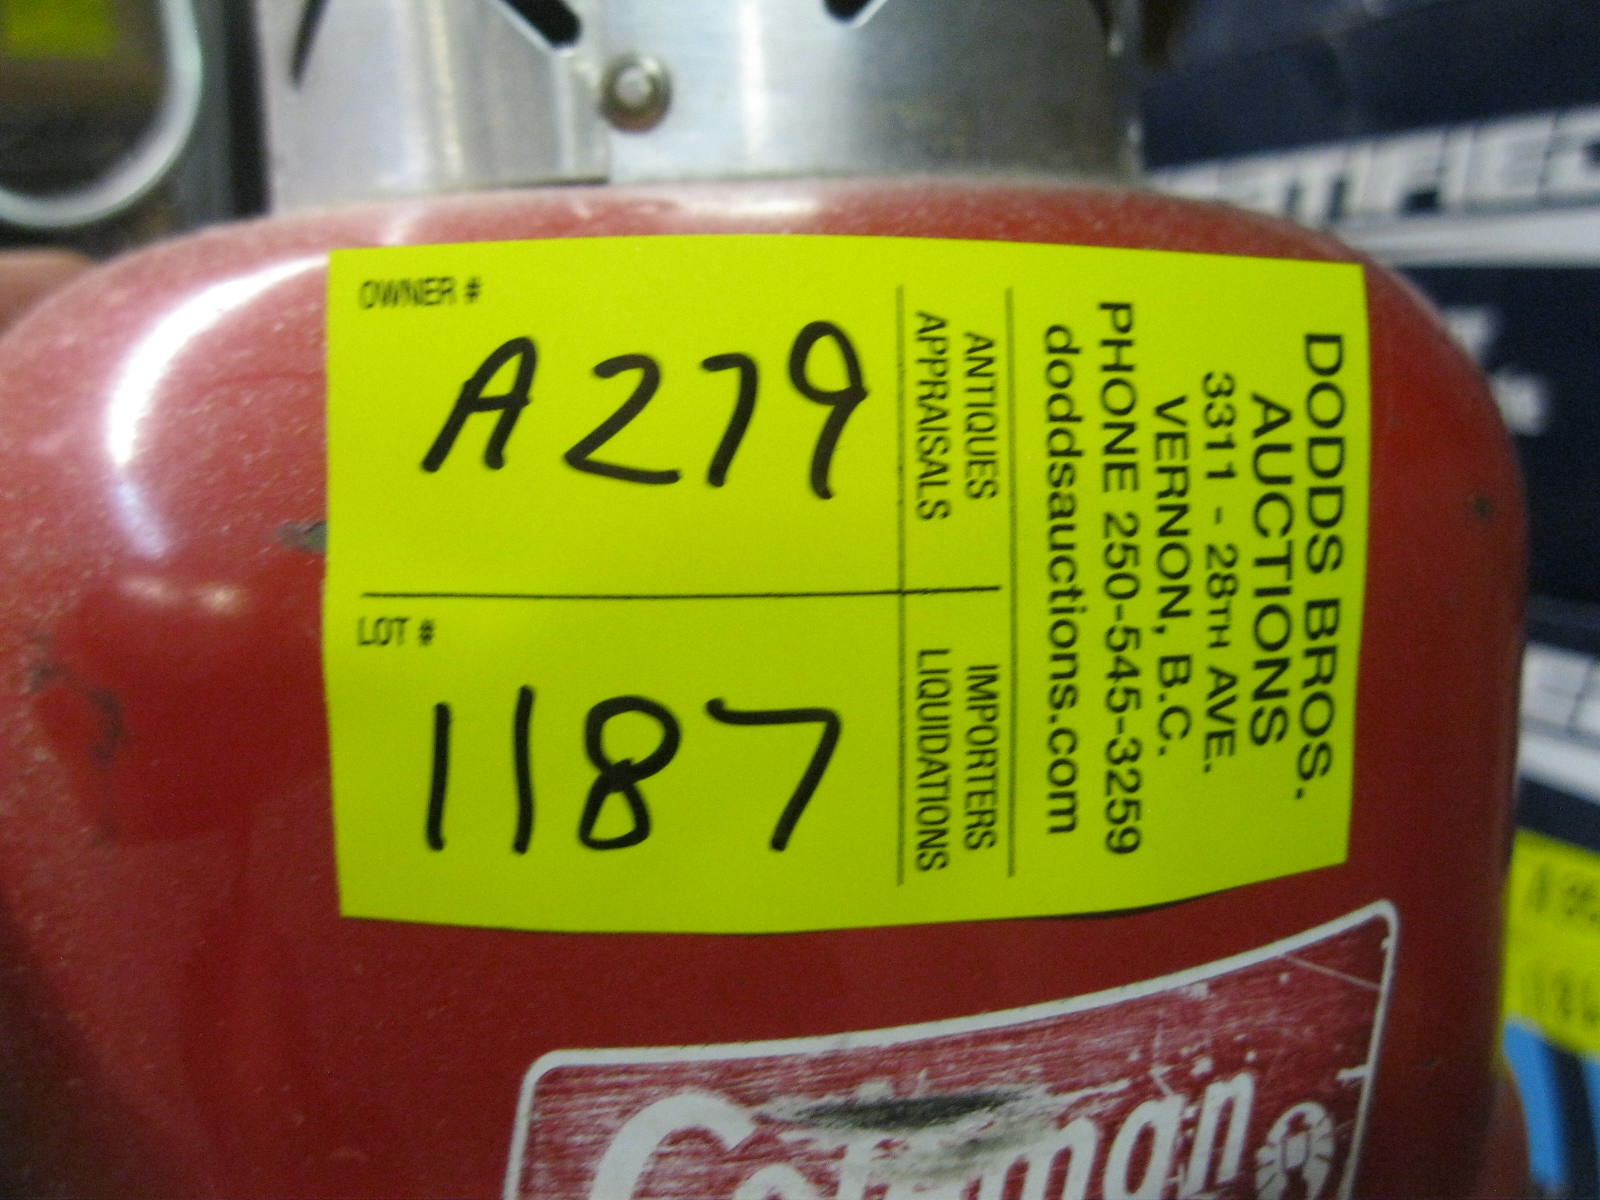 OWNER #
A279
LOT #
1187
ANTIQUES
APPRAISALS
IMPORTERS
LIQUIDATIONS
DODDS BROS.
AUCTIONS
3311 - 28TH AVE.
VERNON, B.C.
PHONE 250-545-3259
doddsauctions.com
Coleman